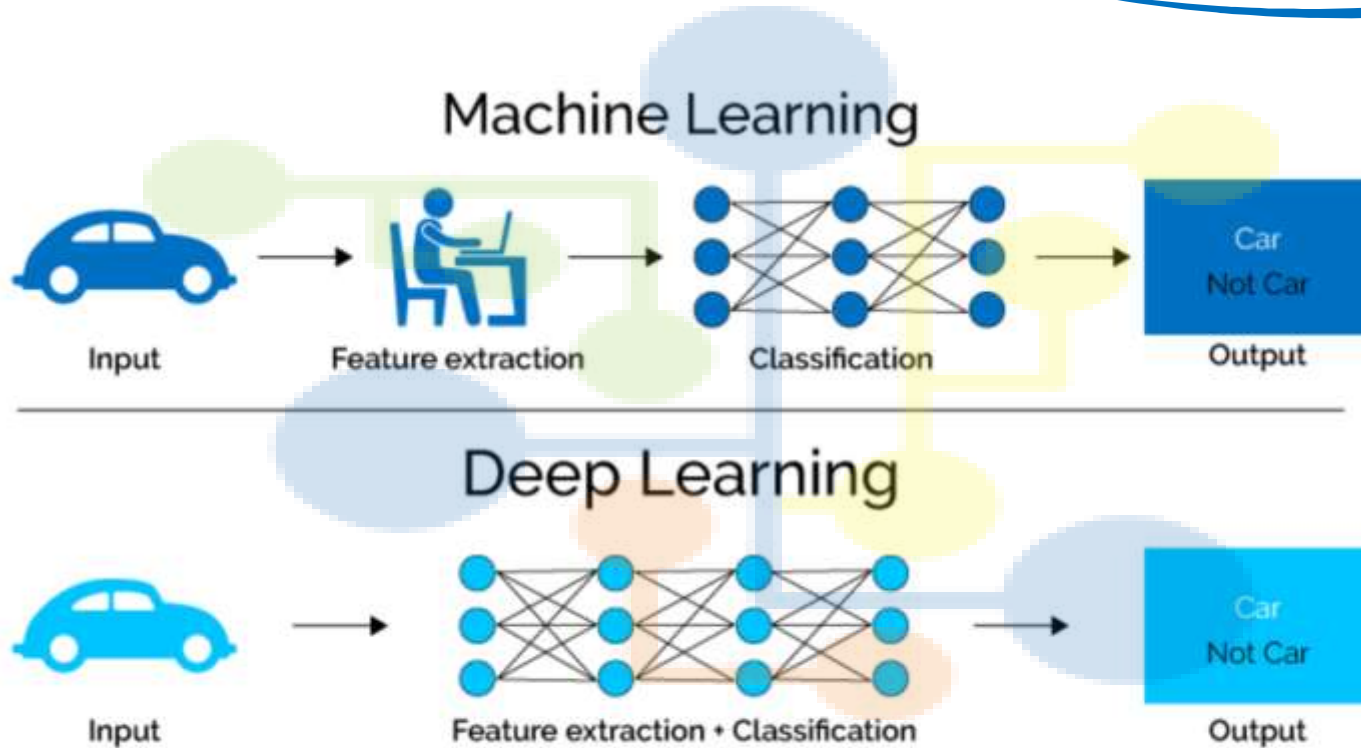 Machine Learning
Input
Feature extraction
Classification
Car
Not Car
Output
Deep Learning
Input
Feature extraction + Classification
Car
Not Car
Output